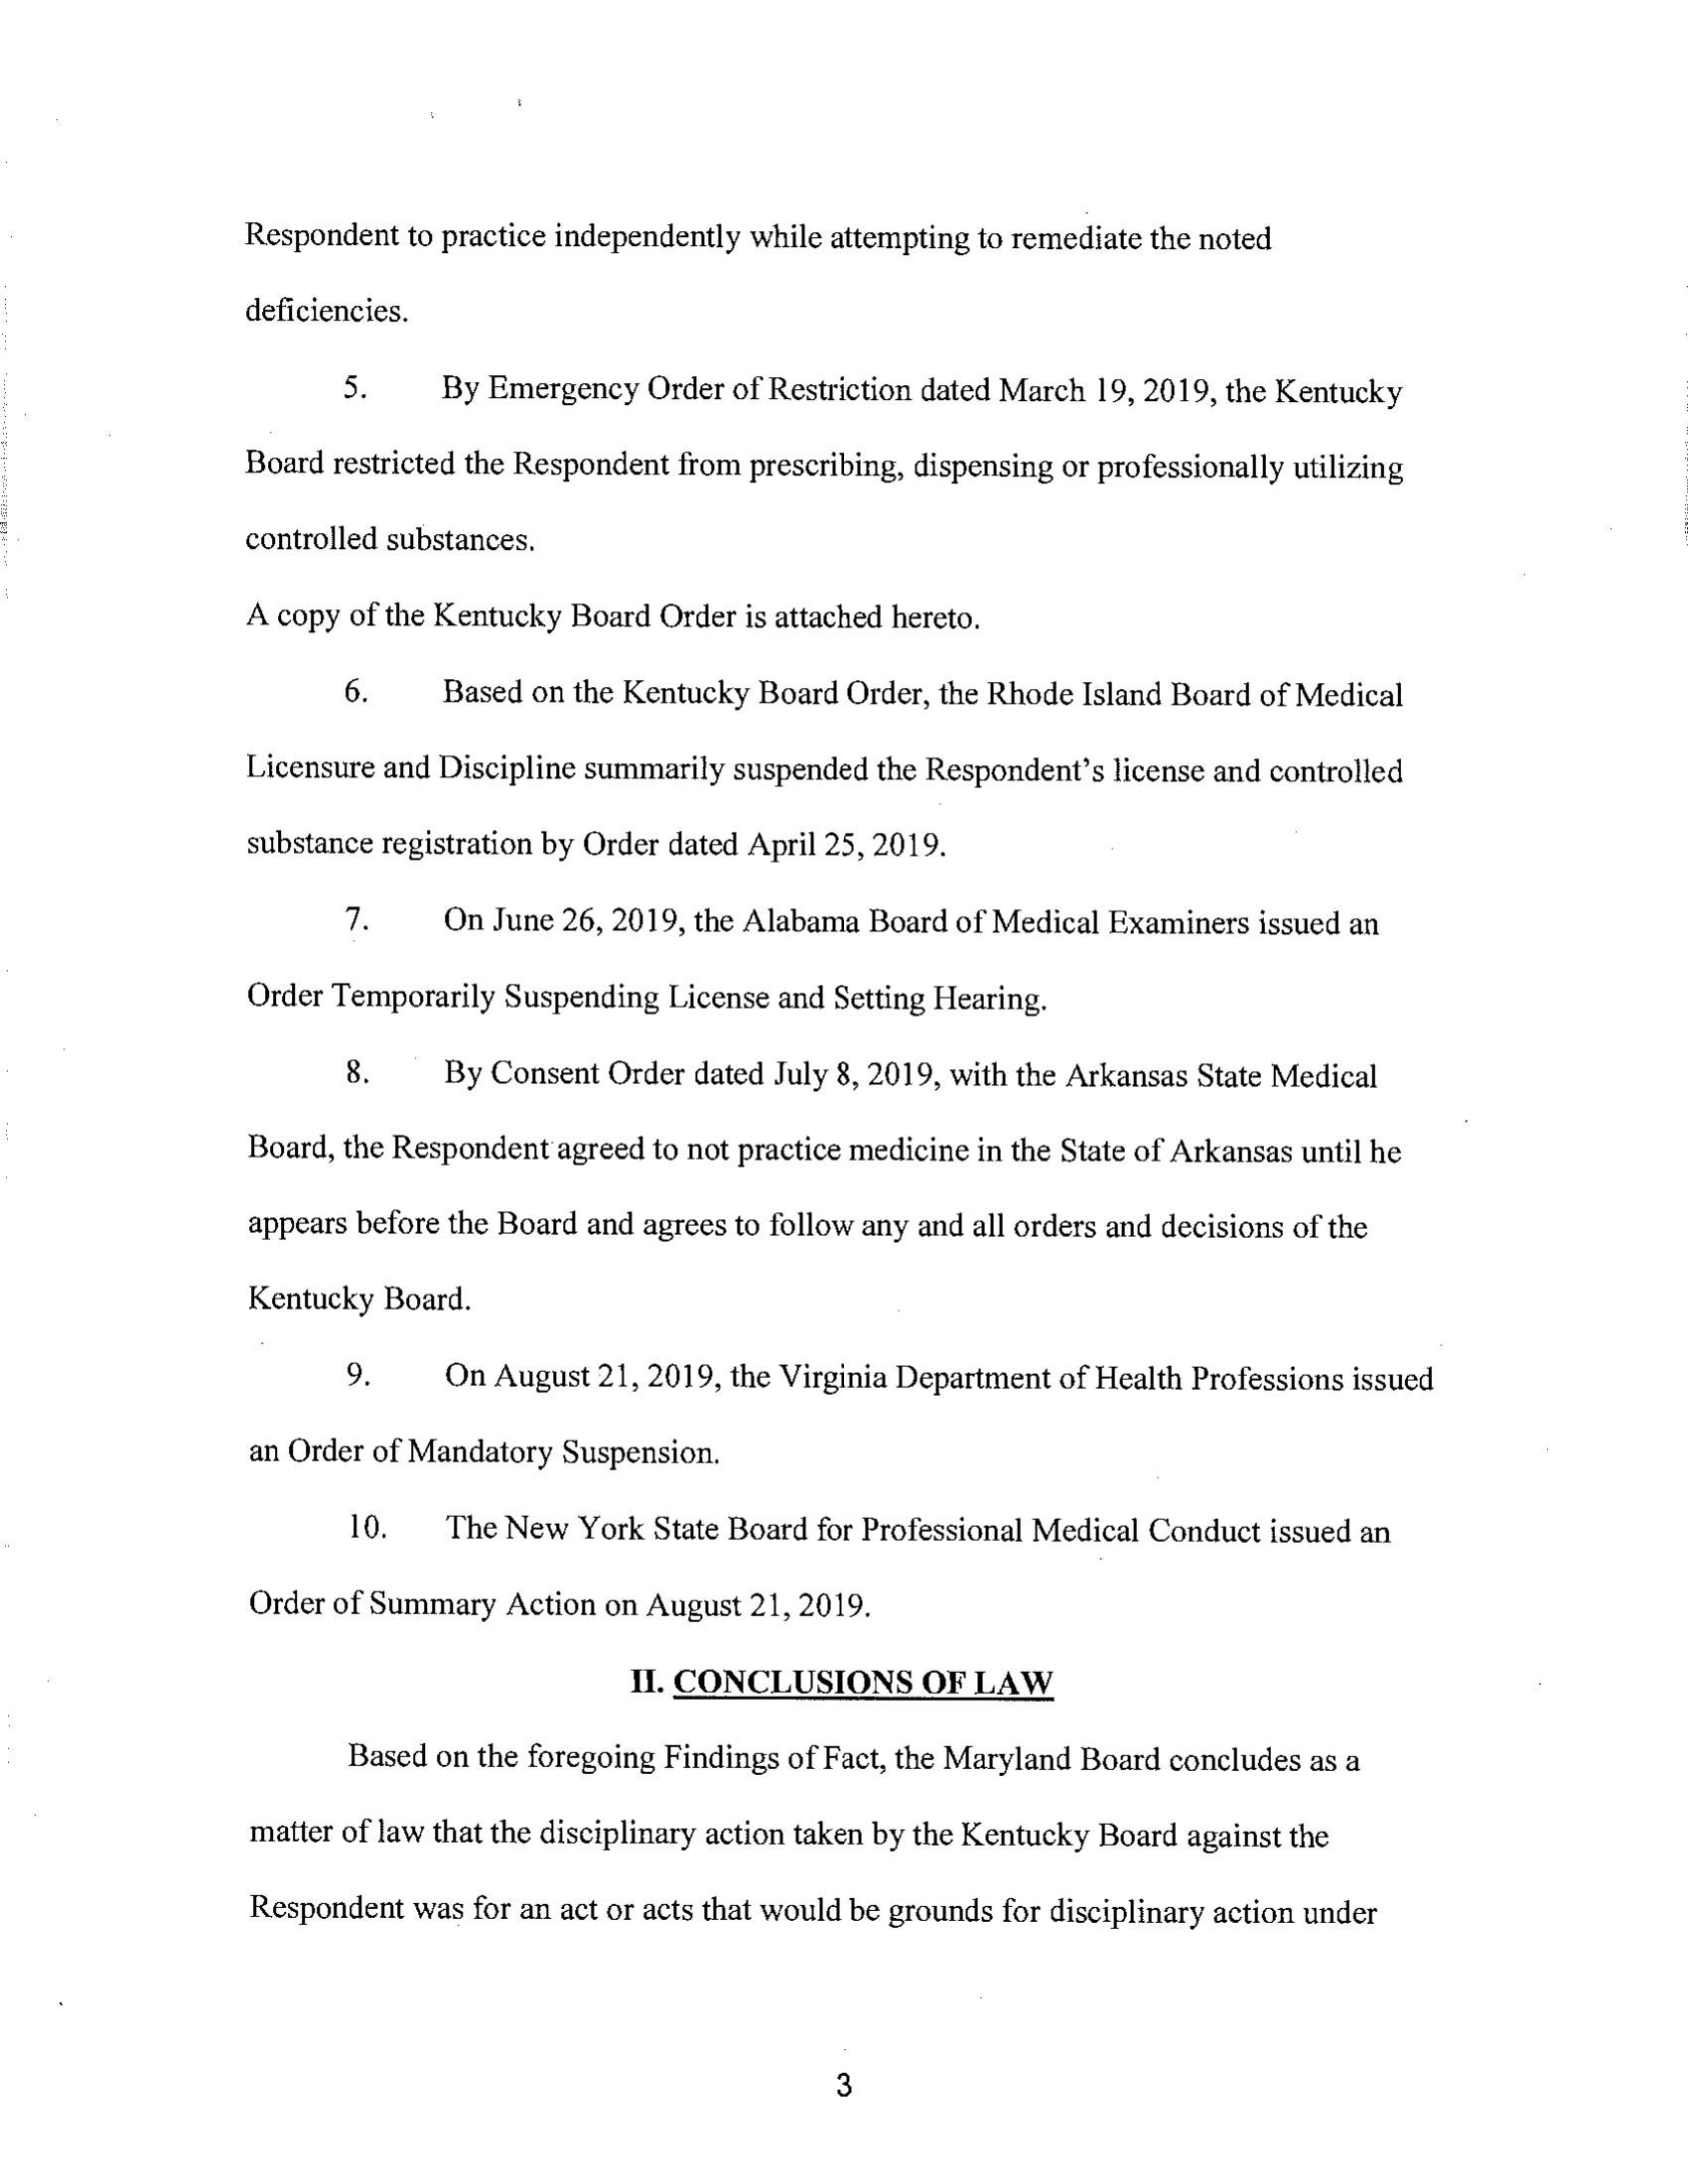 Respondent to practice independently while attempting to remediate the noted
deficiencies.
5. By Emergency Order of Restriction dated March 19, 2019, the Kentucky
Board restricted the Respondent from prescribing, dispensing or professionally utilizing
controlled substances.
A copy of the Kentucky Board Order is attached hereto.
6. Based on the Kentucky Board Order, the Rhode Island Board of Medical
Licensure and Discipline summarily suspended the Respondent's license and controlled
substance registration by Order dated April 25, 2019.
7. On June 26, 2019, the Alabama Board of Medical Examiners issued an
Order Temporarily Suspending License and Setting Hearing.
8. By Consent Order dated July 8, 2019, with the Arkansas State Medical
Board, the Respondent agreed to not practice medicine in the State of Arkansas until he
appears before the Board and agrees to follow any and all orders and decisions of the
Kentucky Board.
9. On August 21, 2019, the Virginia Department of Health Professions issued
an Order of Mandatory Suspension.
10. The New York State Board for Professional Medical Conduct issued an
Order of Summary Action on August 21, 2019.
II. CONCLUSIONS OF LAW
Based on the foregoing Findings of Fact, the Maryland Board concludes as a
matter of law that the disciplinary action taken by the Kentucky Board against the
Respondent was for an act or acts that would be grounds for disciplinary action under
3